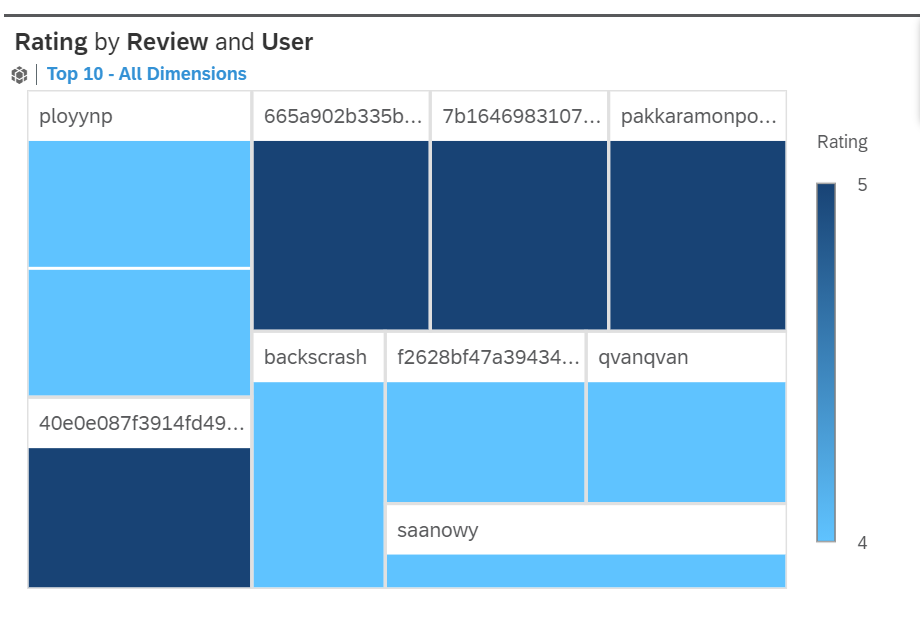 Rating by Review and User
Top 10 - All Dimensions
ployynp
665a902b335b...
7b1646983107...
pakkaramonpo...
Rating
5
backscrash
f2628bf47a39434...
qvanqvan
40e0e087f3914fd49...
saanowy
4